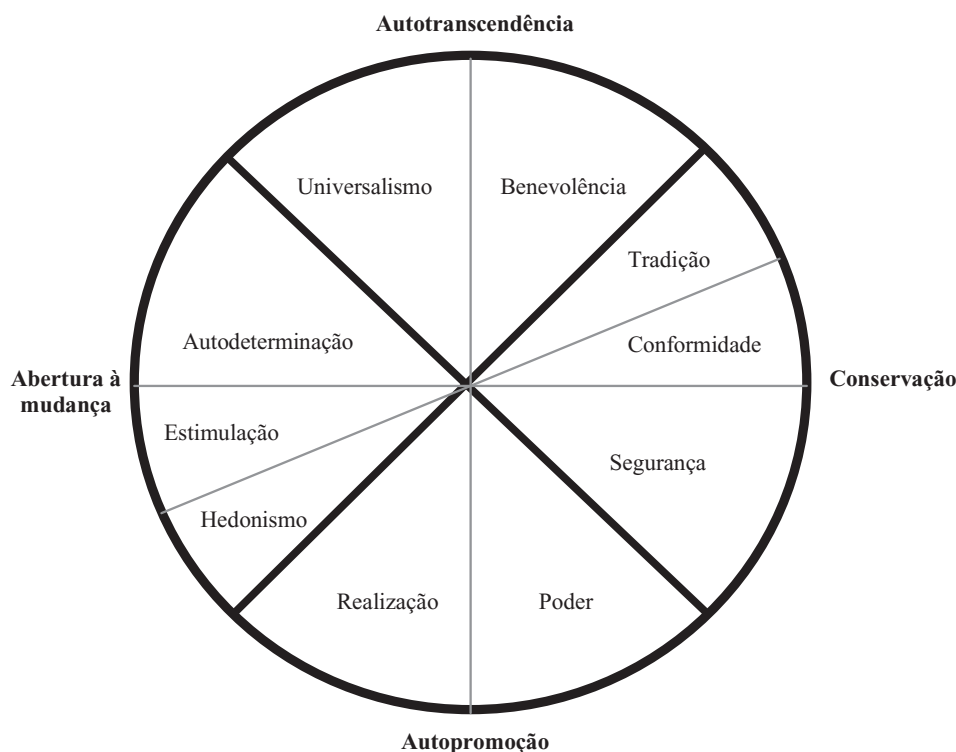 Autotranscendência
Universalismo
Benevolência
Tradição
Autodeterminação
Conformidade
Abertura à
mudança
Conservação
Estimulação
Segurança
Hedonismo
Realização
Poder
Autopromoção